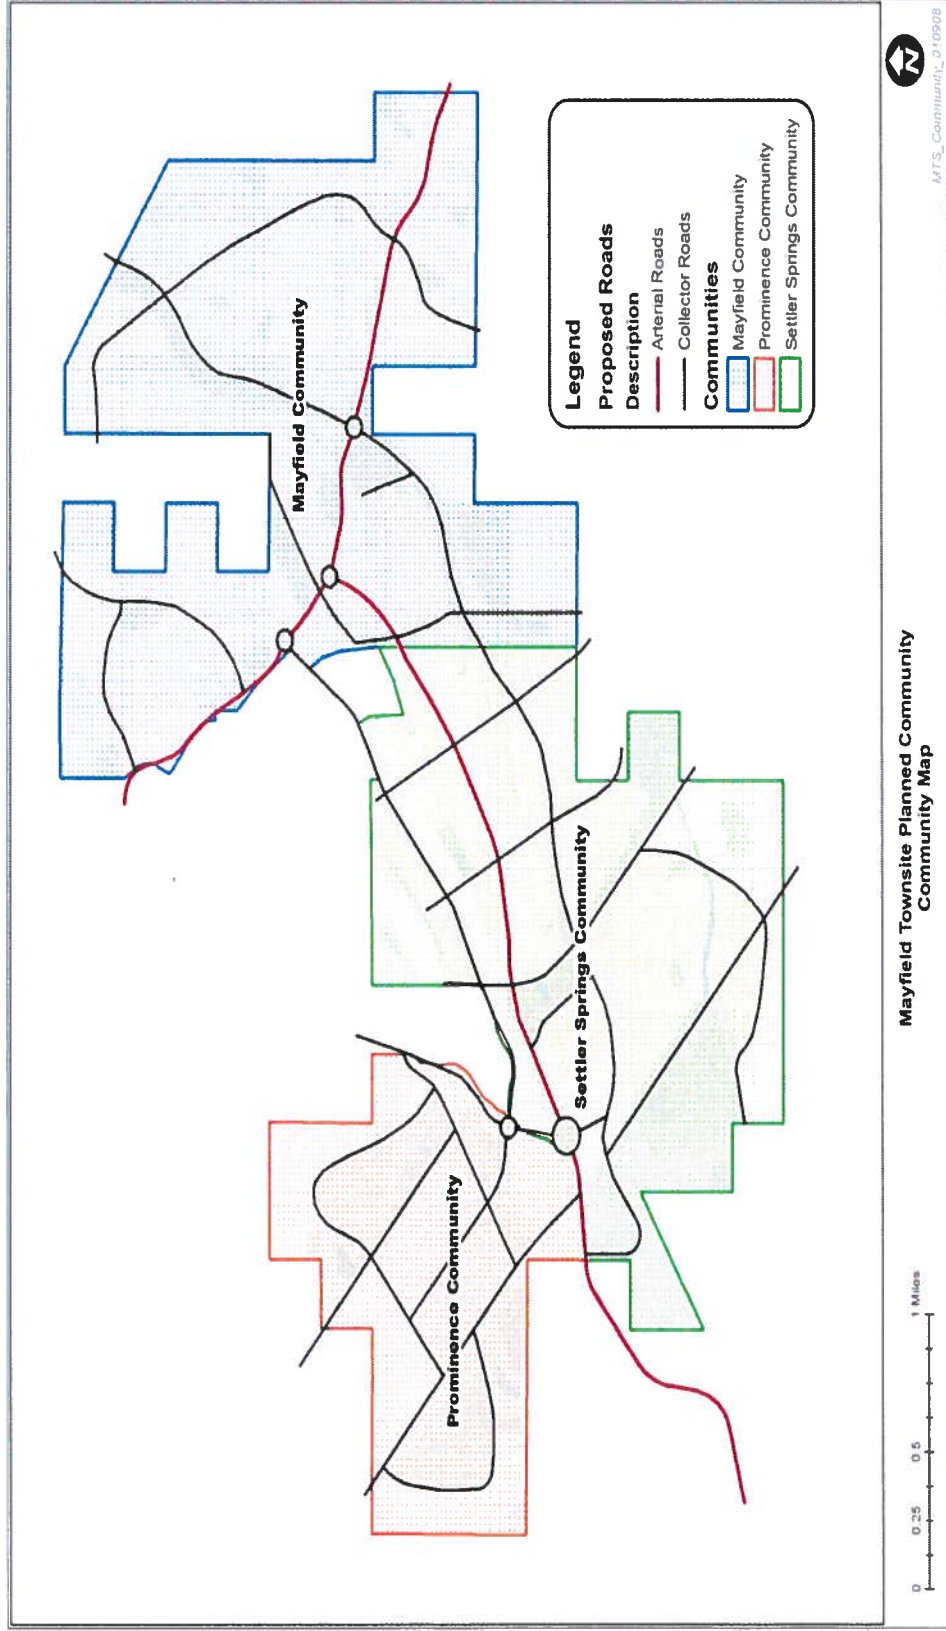 Mayfield Community
Prominence Community
Settler Springs Community
Legend
Proposed Roads
Description
Arterial Roads
Collector Roads
Communities
Mayfield Community
Prominence Community
Settler Springs Community
0 0.25 0.5 1 Miles
Mayfield Townsite Planned Community
Community Map
N
MTS_Community_010908